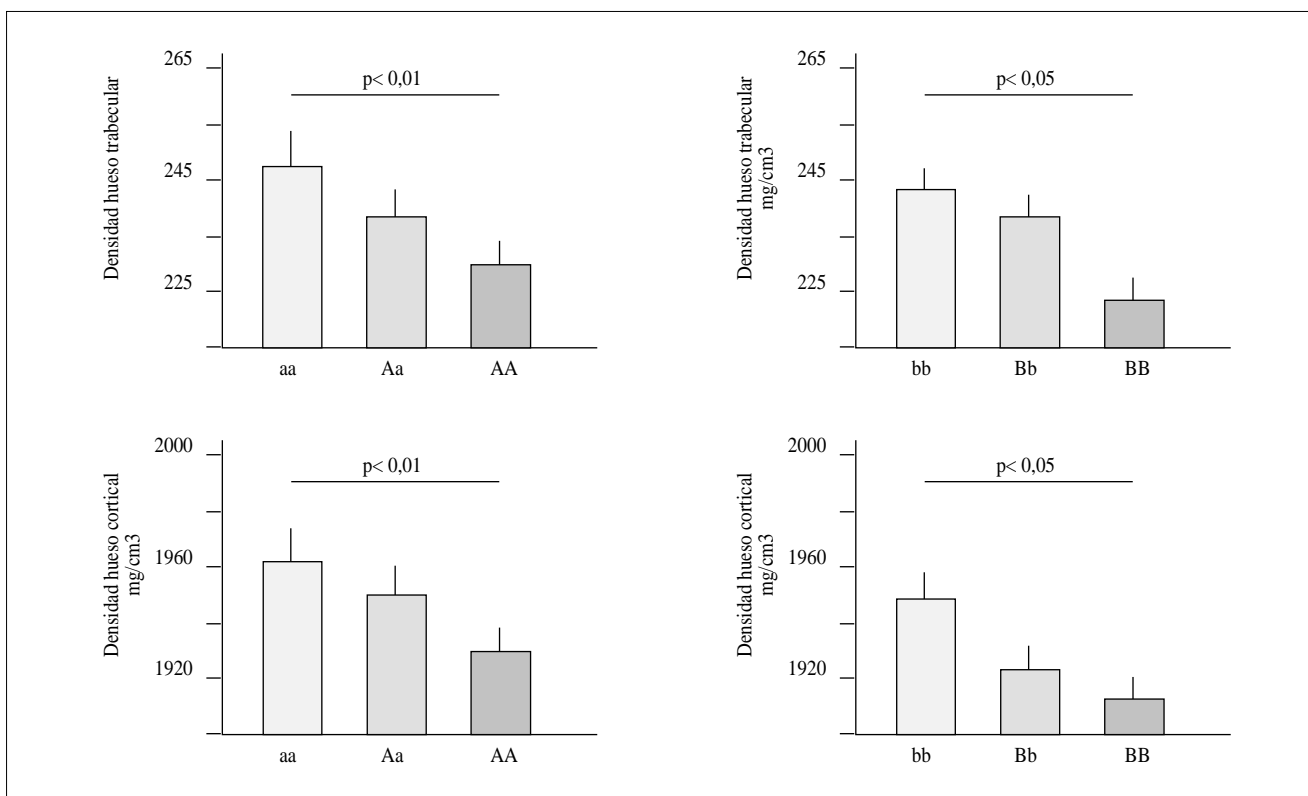 Densidad hueso trabecular
265
245
225
p< 0,01
aa Aa AA
Densidad hueso trabecular
mg/cm3
265
245
225
p< 0,05
bb Bb BB
Densidad hueso cortical
mg/cm3
2000
1960
1920
p< 0,01
aa Aa AA
Densidad hueso cortical
mg/cm3
2000
1960
1920
p< 0,05
bb Bb BB